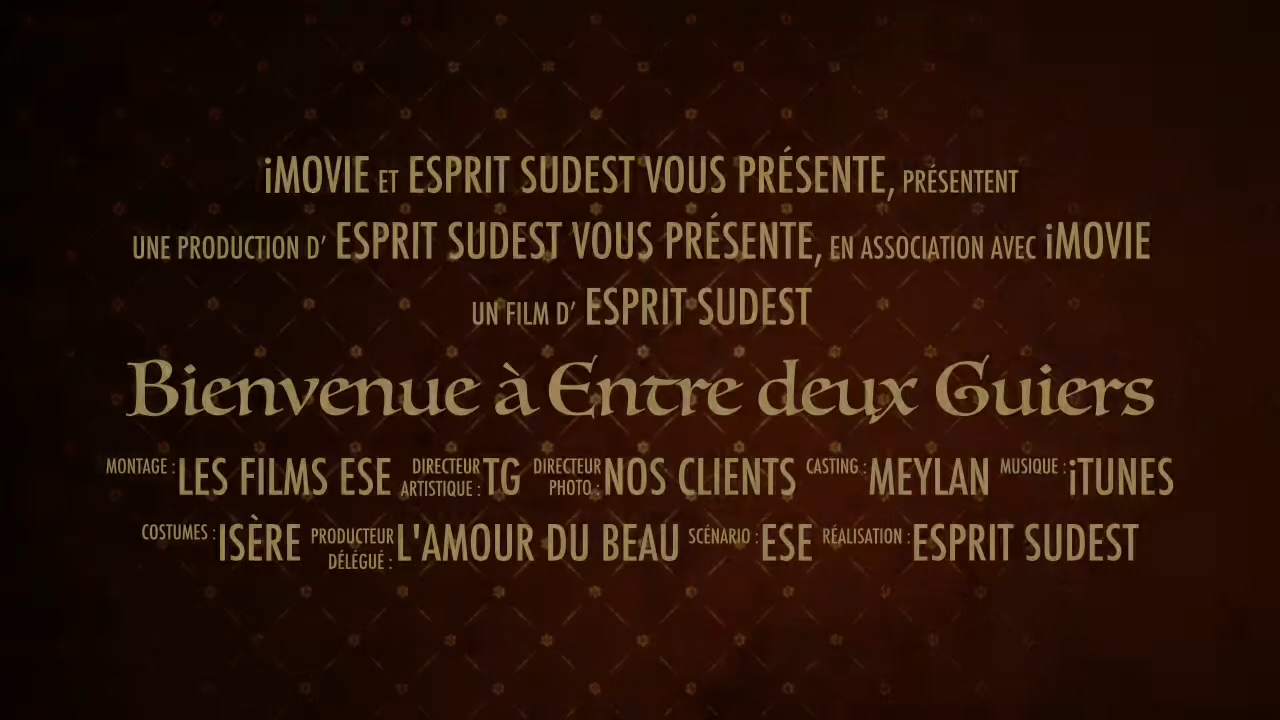 iMOVIE ET ESPRIT SUDEST VOUS PRÉSENTE, PRÉSENTENT
UNE PRODUCTION D’ ESPRIT SUDEST VOUS PRÉSENTE, EN ASSOCIATION AVEC iMOVIE
UN FILM D’ ESPRIT SUDEST
Bienvenue à Entre deux Guiers
MONTAGE : LES FILMS ESE DIRECTEUR ARTISTIQUE : TG DIRECTEUR PHOTO : NOS CLIENTS CASTING : MEYLAN MUSIQUE : iTUNES
COSTUMES : ISÈRE PRODUCTEUR DÉLÉGUÉ : L'AMOUR DU BEAU SCÉNARIO : ESE RÉALISATION : ESPRIT SUDEST